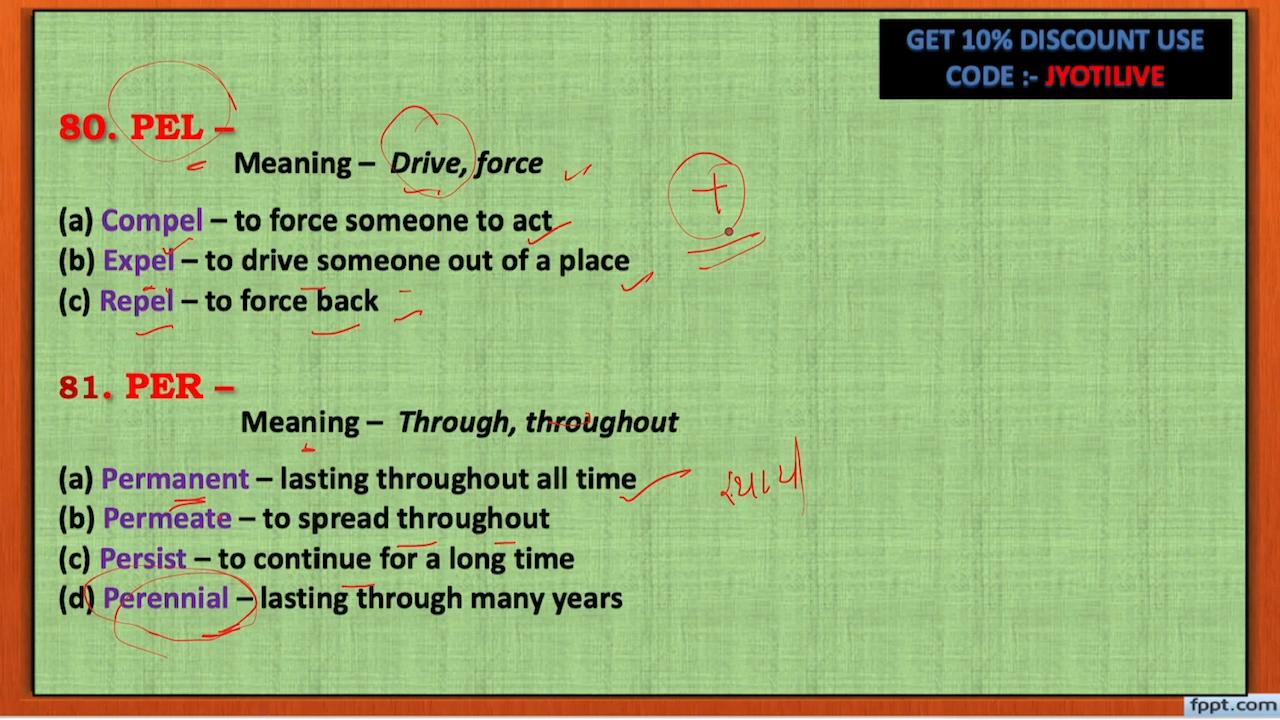 GET 10% DISCOUNT USE
CODE :- JYOTILIVE
80. PEL –
Meaning – Drive, force
(a) Compel – to force someone to act
(b) Expel – to drive someone out of a place
(c) Repel – to force back
81. PER –
Meaning – Through, throughout
(a) Permanent – lasting throughout all time
(b) Permeate – to spread throughout
(c) Persist – to continue for a long time
(d) Perennial – lasting through many years
fppt.com